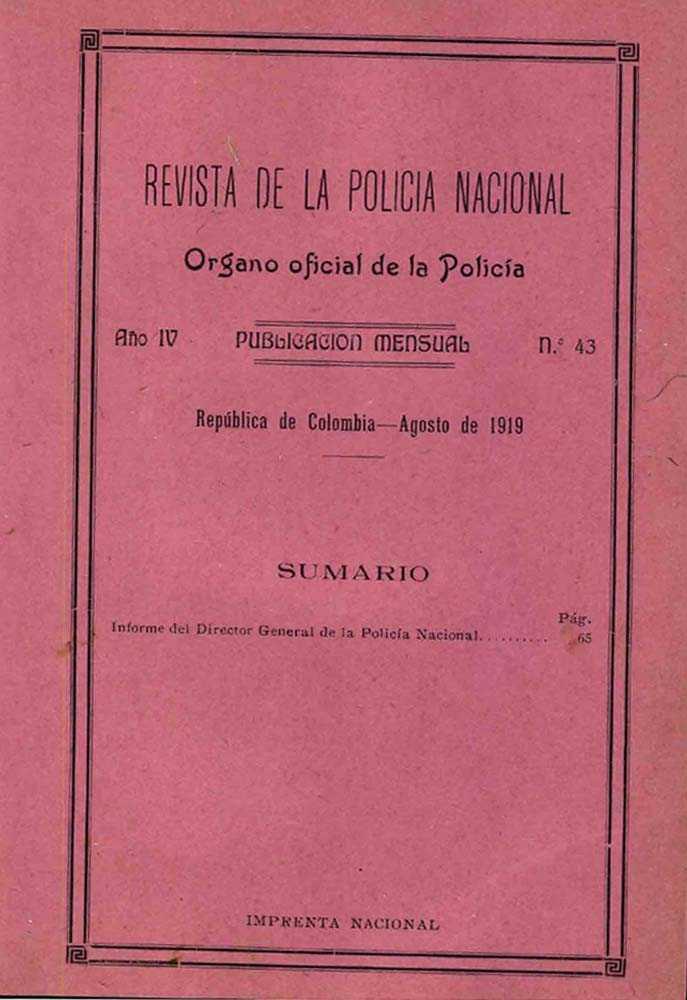 REVISTA DE LA POLICIA NACIONAL
Organo oficial de la Policía
Año IV PUBLICACION MENSUAL N.° 43
República de Colombia—Agosto de 1919
SUMARIO
Pág.
Informe del Director General de la Policía Nacional.......... 65
IMPRENTA NACIONAL